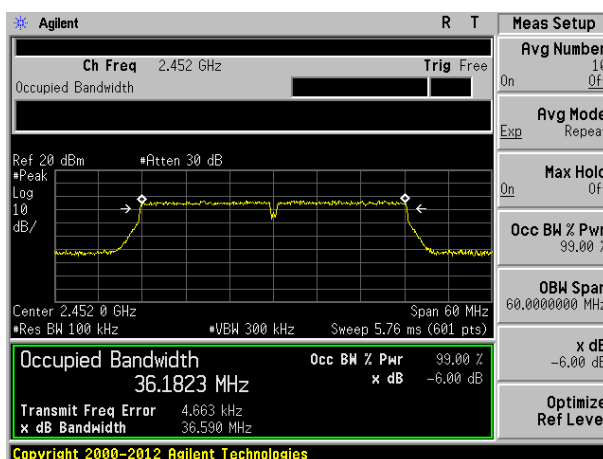 Agilent R T Meas Setup
Avg Number
10
On Off
Ch Freq 2.452 GHz Trig Free
Occupied Bandwidth
Avg Mode
Exp Repeat
Ref 20 dBm #Atten 30 dB
#Peak
Log
10
dB/
Max Hold
On Off
Occ BW % Pwr
99.00 %
OBW Span
60.0000000 MHz
Center 2.452 0 GHz Span 60 MHz
#Res BW 100 kHz #VBW 300 kHz Sweep 5.76 ms (601 pts)
Occupied Bandwidth Occ BW % Pwr 99.00 %
36.1823 MHz x dB -6.00 dB
Transmit Freq Error 4.663 kHz
x dB Bandwidth 36.590 MHz
x dB
-6.00 dB
Optimize
Ref Level
Copyright 2000-2012 Agilent Technologies